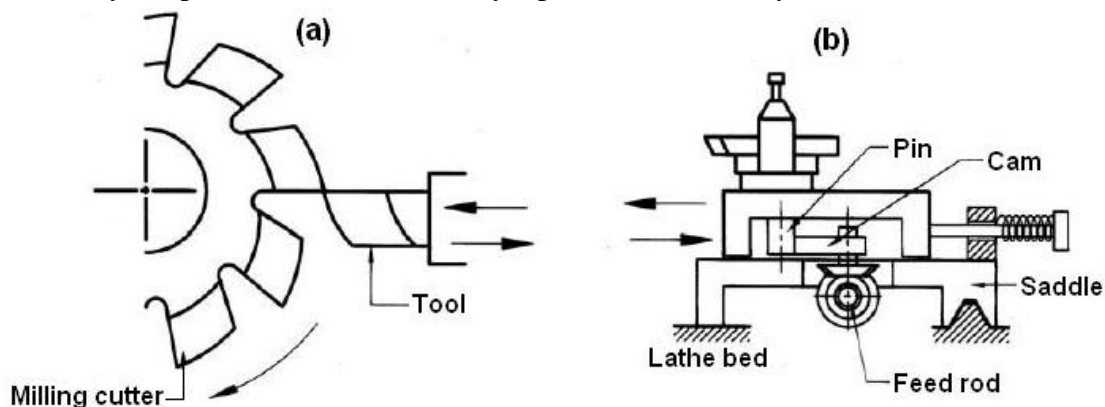 (a)
(b)
Pin
Cam
Tool
Saddle
Lathe bed
Feed rod
Milling cutter